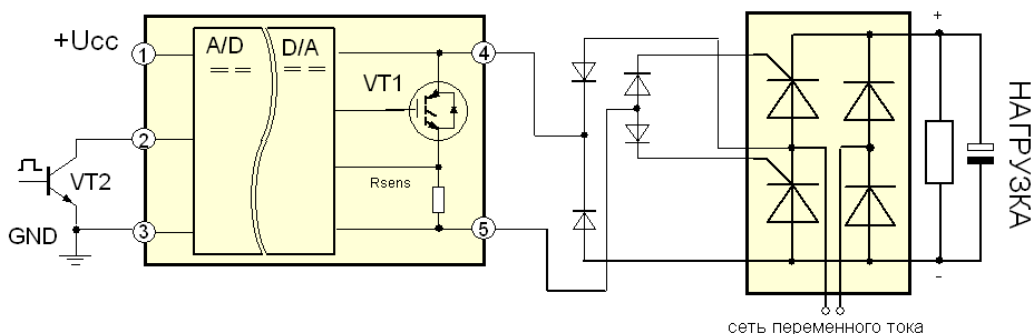 +Ucc
1
A/D
D/A
4
VT1
2
VT2
Rsens
GND
3
5
+
-
НАГРУЗКА
сеть переменного тока